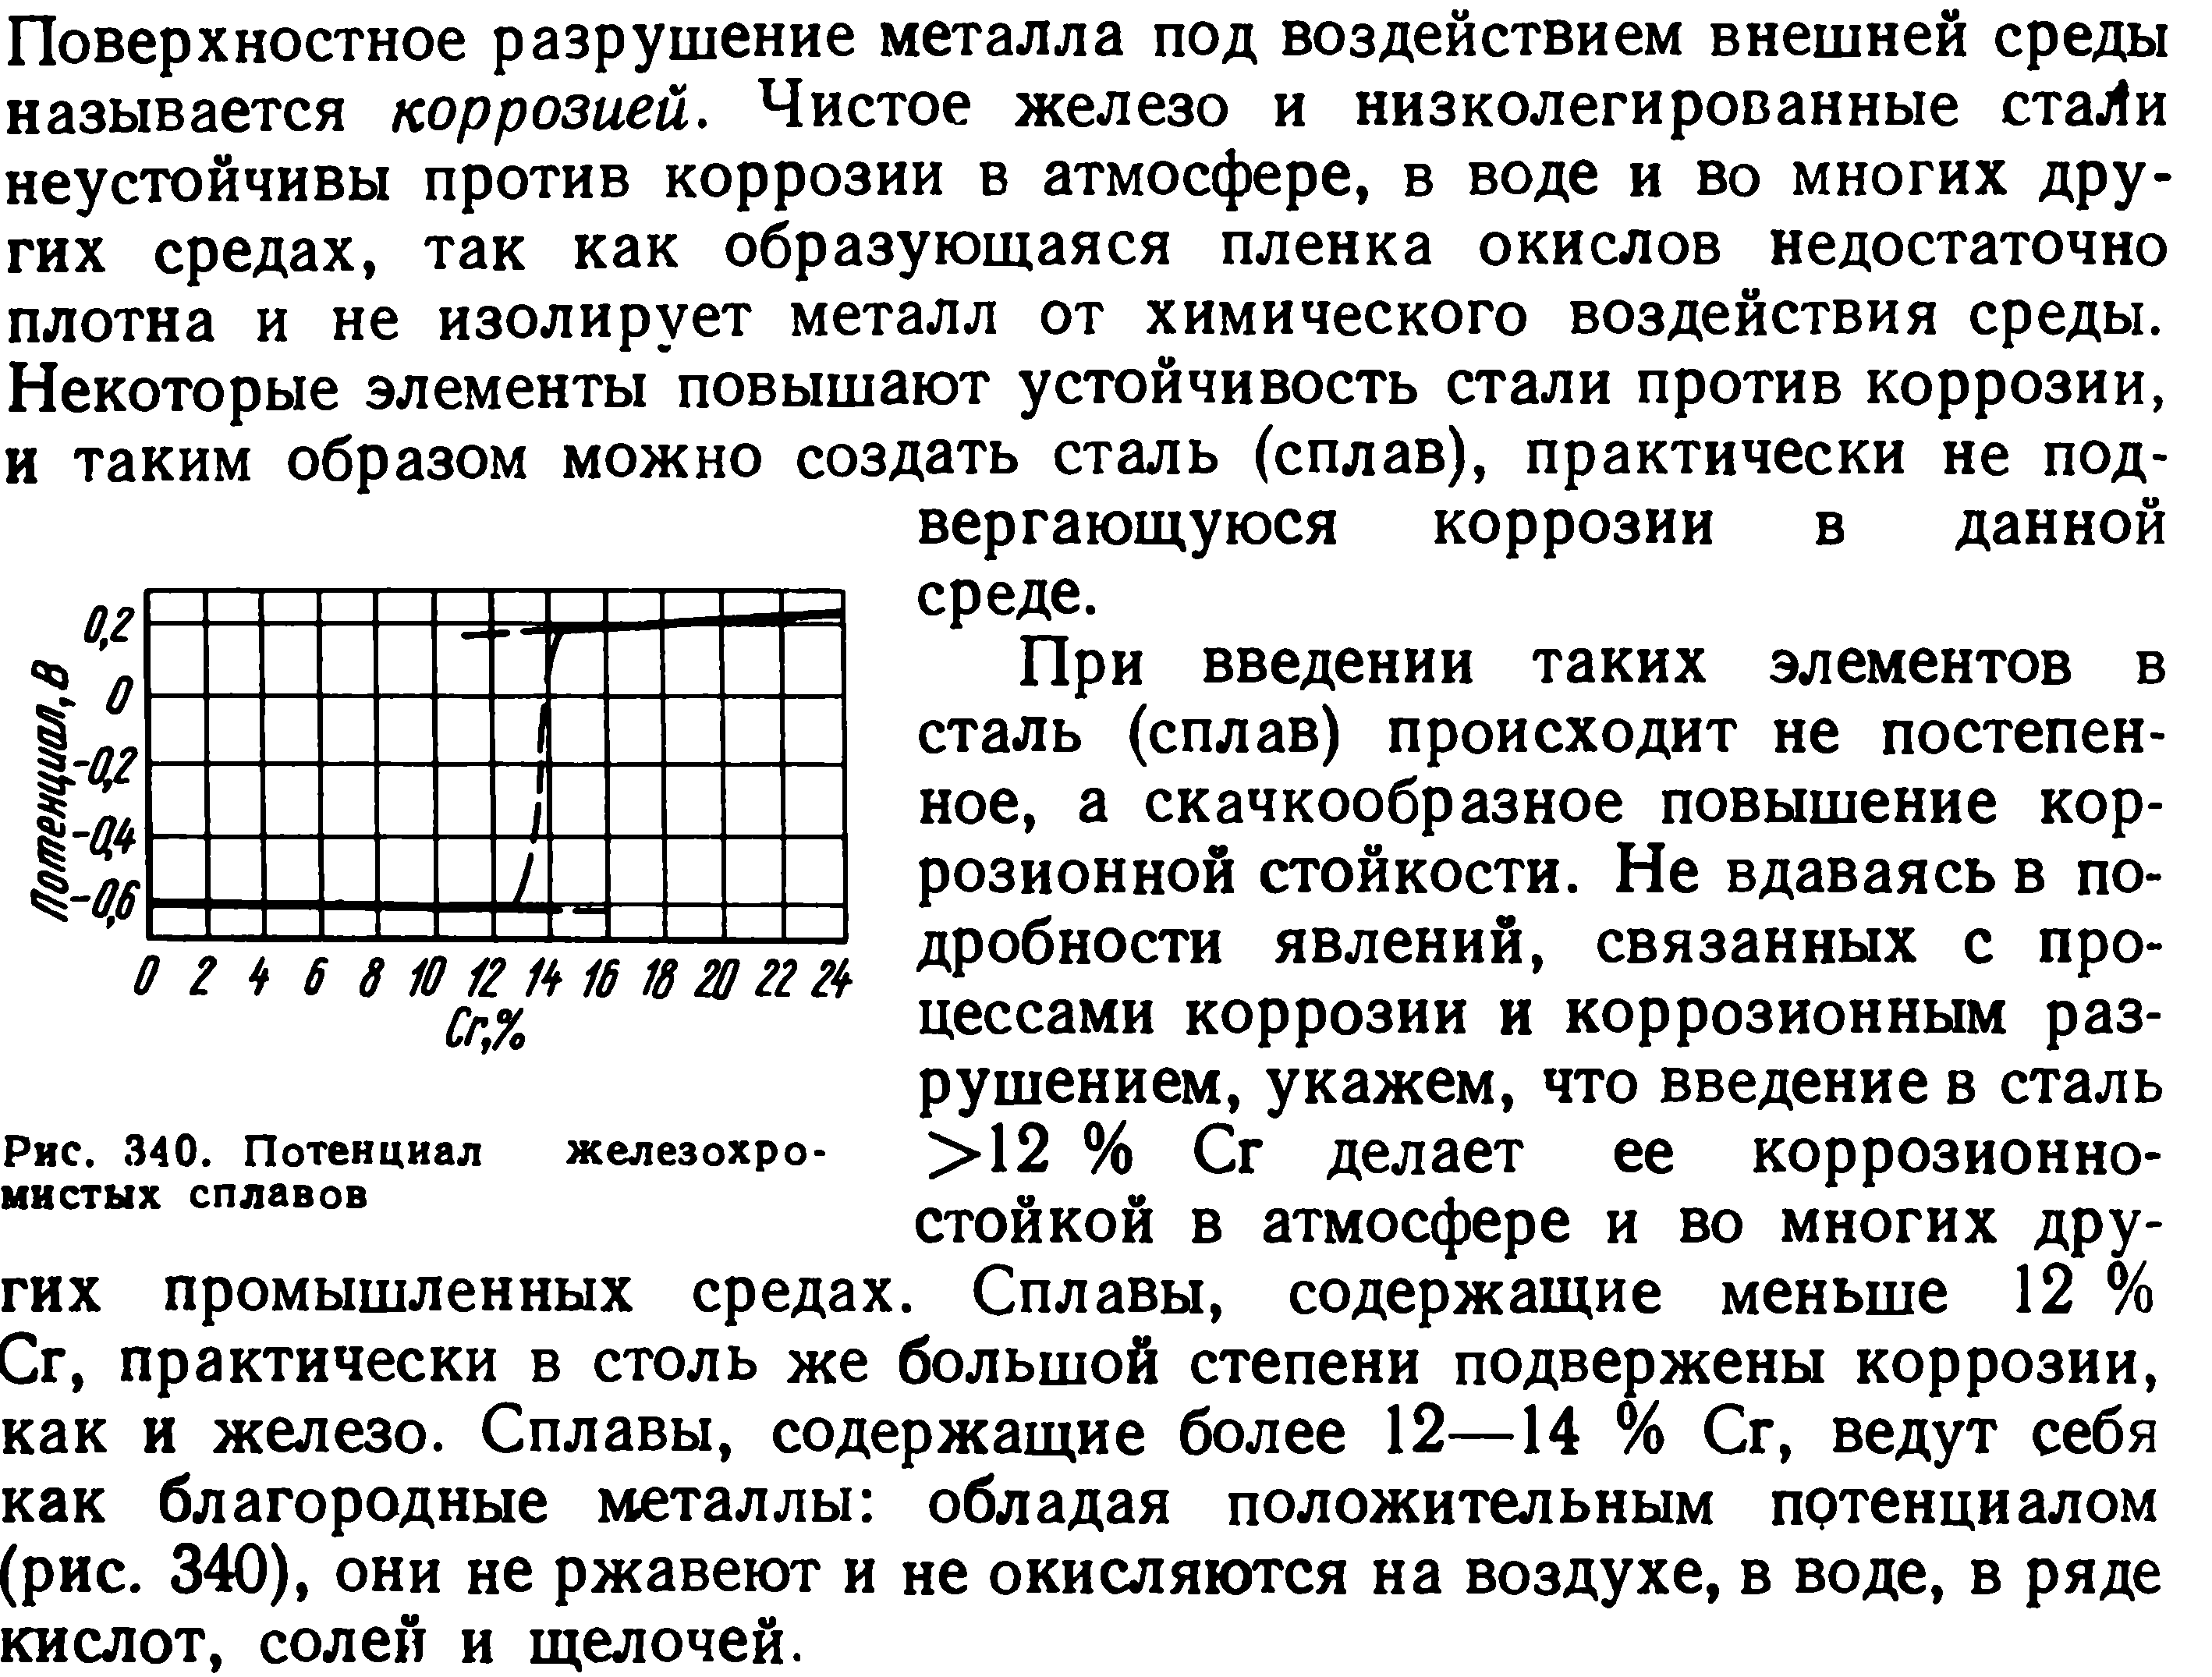 Поверхностное разрушение металла под воздействием внешней среды
называется коррозией. Чистое железо и низколегированные стали
неустойчивы против коррозии в атмосфере, в воде и во многих дру-
гих средах, так как образующаяся пленка окислов недостаточно
плотна и не изолирует металл от химического воздействия среды.
Некоторые элементы повышают устойчивость стали против коррозии,
и таким образом можно создать сталь (сплав), практически не под-
вергающуюся коррозии в данной
среде.
При введении таких элементов в
сталь (сплав) происходит не постепен-
ное, а скачкообразное повышение кор-
розионной стойкости. Не вдаваясь в по-
дробности явлений, связанных с про-
цессами коррозии и коррозионным раз-
рушением, укажем, что введение в сталь
>12 % Cr делает ее коррозионно-
стойкой в атмосфере и во многих дру-
Потенциал, В
0,2
0
-0,2
-0,4
-0,6
0 2 4 6 8 10 12 14 16 18 20 22 24
Cr,%
Рис. 340. Потенциал железохро-
мистых сплавов
гих промышленных средах. Сплавы, содержащие меньше 12 %
Cr, практически в столь же большой степени подвержены коррозии,
как и железо. Сплавы, содержащие более 12—14 % Cr, ведут себя
как благородные металлы: обладая положительным потенциалом
(рис. 340), они не ржавеют и не окисляются на воздухе, в воде, в ряде
кислот, солей и щелочей.